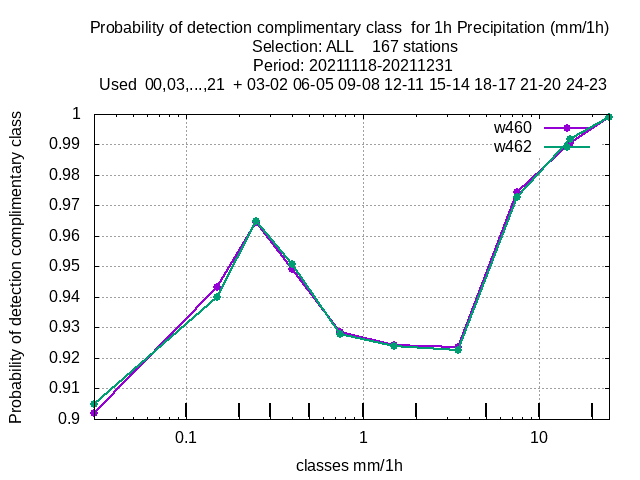 Probability of detection complimentary class  for 1h Precipitation (mm/1h)
Selection: ALL    167 stations
Period: 20211118-20211231
Used  00,03,...,21  + 03-02 06-05 09-08 12-11 15-14 18-17 21-20 24-23
Probability of detection complimentary class
1
0.99
0.98
0.97
0.96
0.95
0.94
0.93
0.92
0.91
0.9
w460
w462
0.1
1
10
classes mm/1h